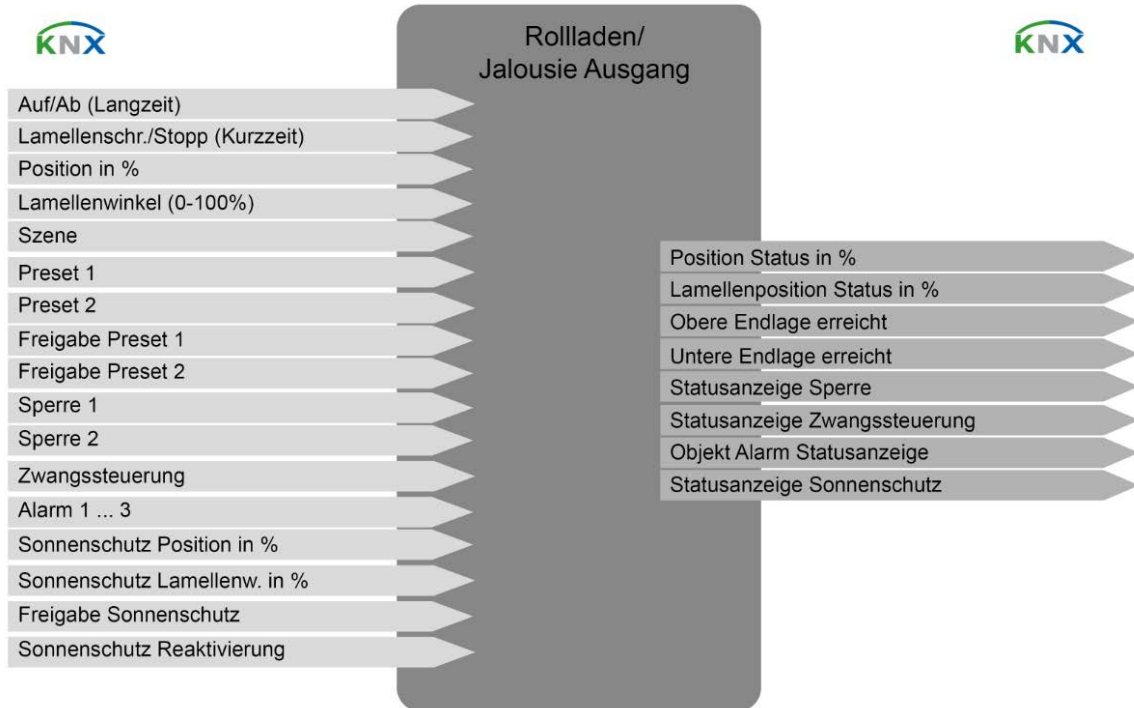 KNX
Rollladen/
Jalousie Ausgang
KNX
Auf/Ab (Langzeit)
Lamellenschr./Stopp (Kurzzeit)
Position in %
Lamellenwinkel (0-100%)
Szene
Preset 1
Preset 2
Freigabe Preset 1
Freigabe Preset 2
Sperre 1
Sperre 2
Zwangssteuerung
Alarm 1 ... 3
Sonnenschutz Position in %
Sonnenschutz Lamellenw. in %
Freigabe Sonnenschutz
Sonnenschutz Reaktivierung
Position Status in %
Lamellenposition Status in %
Obere Endlage erreicht
Untere Endlage erreicht
Statusanzeige Sperre
Statusanzeige Zwangssteuerung
Objekt Alarm Statusanzeige
Statusanzeige Sonnenschutz